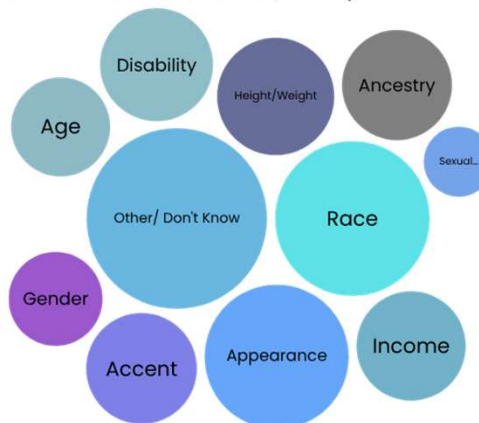 Disability
Height/Weight
Ancestry
Age
Sexual...
Other/ Don't Know
Race
Gender
Accent
Appearance
Income